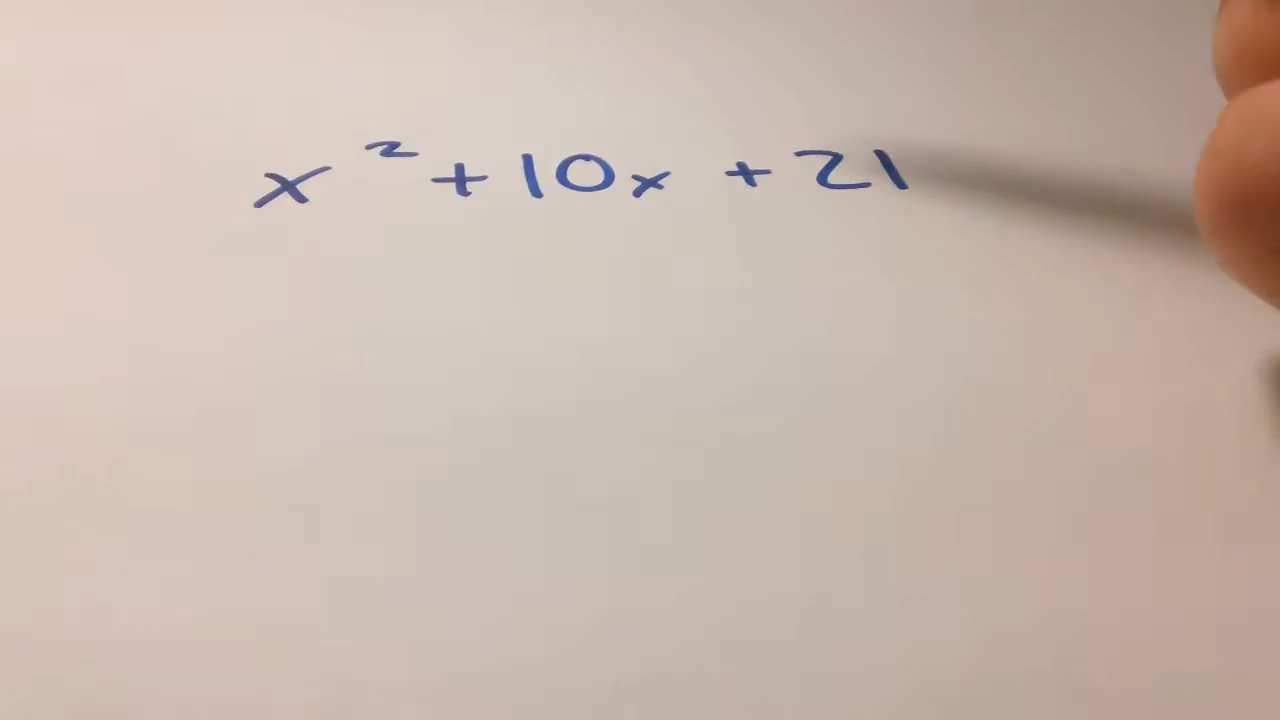 x² + 10x + 21